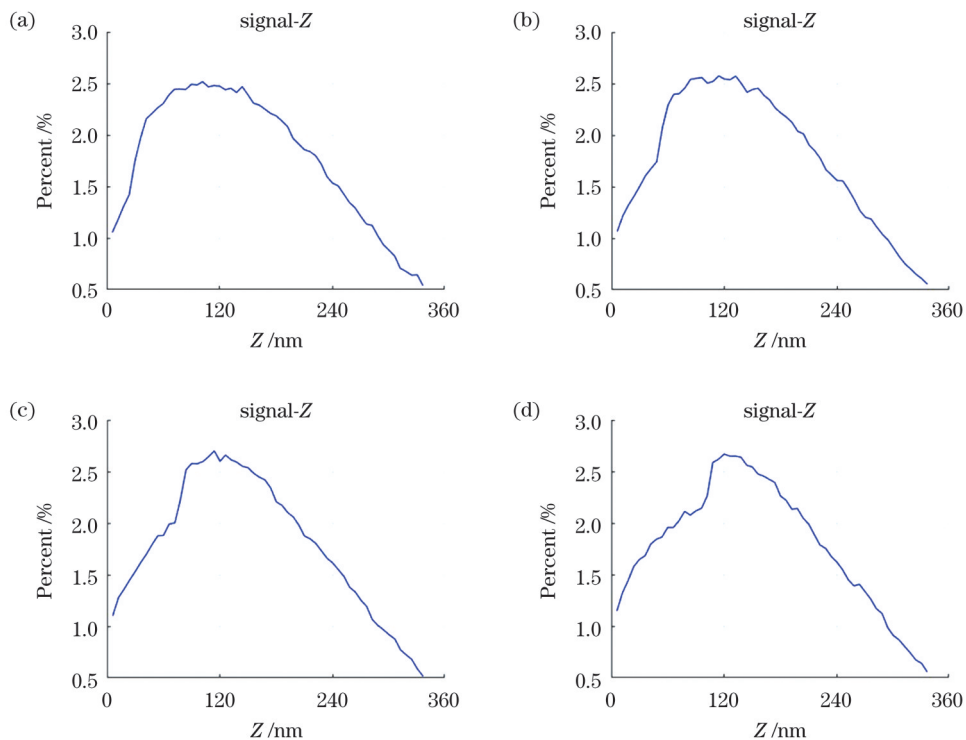 (a)
signal-Z
3.0
2.5
2.0
1.5
1.0
0.5
Percent /%
0 120 240 360
Z /nm
(b)
signal-Z
3.0
2.5
2.0
1.5
1.0
0.5
Percent /%
0 120 240 360
Z /nm
(c)
signal-Z
3.0
2.5
2.0
1.5
1.0
0.5
Percent /%
0 120 240 360
Z /nm
(d)
signal-Z
3.0
2.5
2.0
1.5
1.0
0.5
Percent /%
0 120 240 360
Z /nm